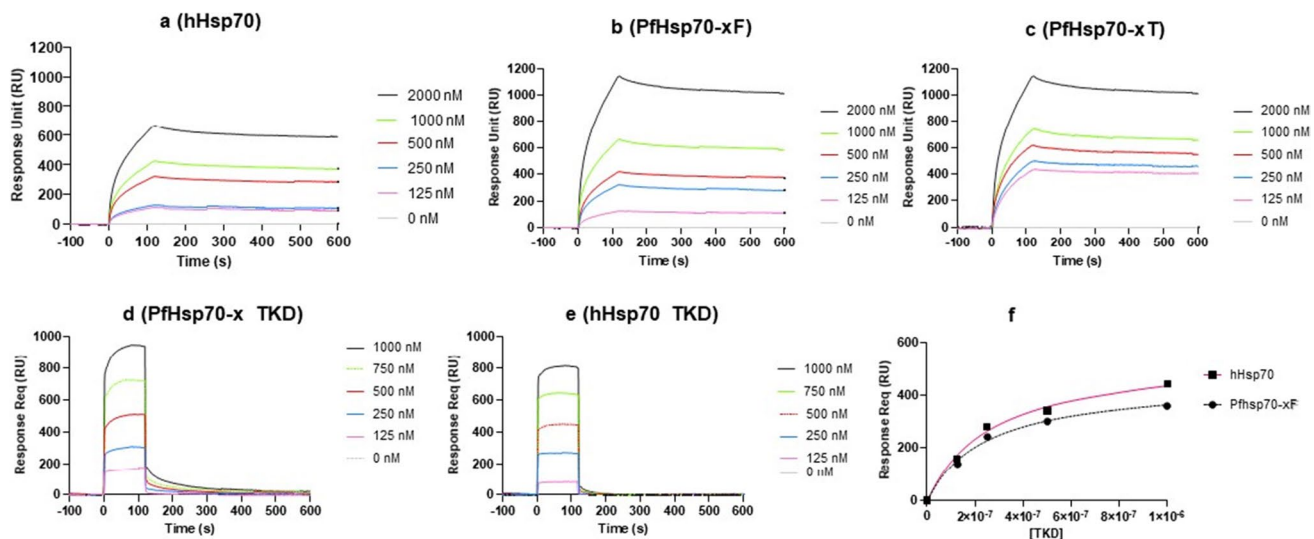 a (hHsp70)
Response Unit (RU)
1200
1000
800
600
400
200
0
-100 0 100 200 300 400 500 600
Time (s)
2000 nM
1000 nM
500 nM
250 nM
125 nM
0 nM
b (PfHsp70-xF)
Response Unit (RU)
1200
1000
800
600
400
200
0
-100 0 100 200 300 400 500 600
Time (s)
2000 nM
1000 nM
500 nM
250 nM
125 nM
0 nM
c (PfHsp70-xT)
Response Unit (RU)
1200
1000
800
600
400
200
0
-100 0 100 200 300 400 500 600
Time (s)
2000 nM
1000 nM
500 nM
250 nM
125 nM
0 nM
d (PfHsp70-x TKD)
Response Req (RU)
1000
800
600
400
200
0
-100 0 100 200 300 400 500 600
Time (s)
1000 nM
750 nM
500 nM
250 nM
125 nM
0 nM
e (hHsp70 TKD)
Response Req (RU)
1000
800
600
400
200
0
-100 0 100 200 300 400 500 600
Time (s)
1000 nM
750 nM
500 nM
250 nM
125 nM
0 nM
f
Response Req (RU)
600
400
200
0
0 2×10-7 4×10-7 6×10-7 8×10-7 1×10-6
[TKD]
hHsp70
Pfhsp70-xF